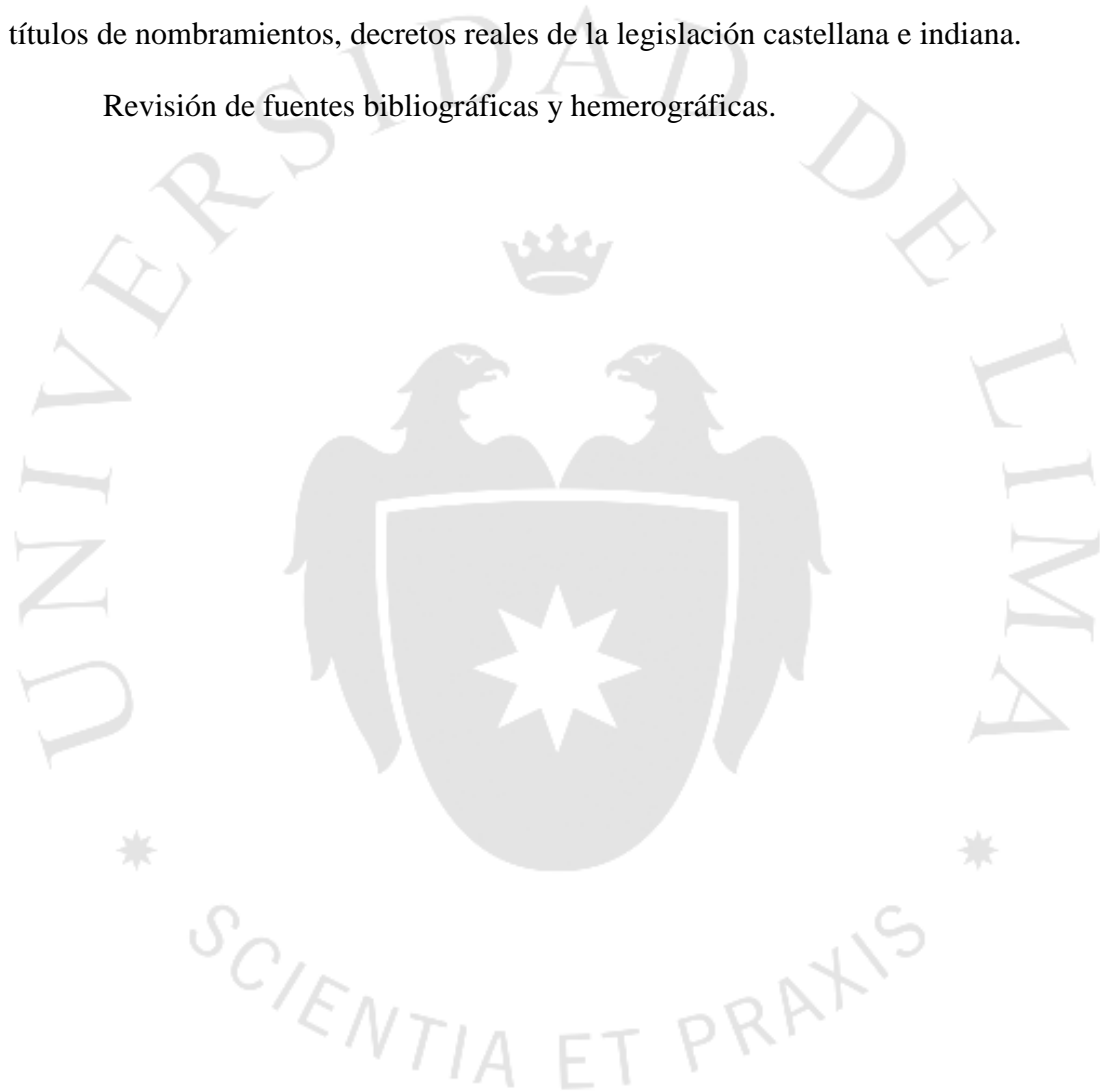 títulos de nombramientos, decretos reales de la legislación castellana e indiana.
Revisión de fuentes bibliográficas y hemerográficas.
UNIVERSIDAD DE LIMA
SCIENTIA ET PRAXIS